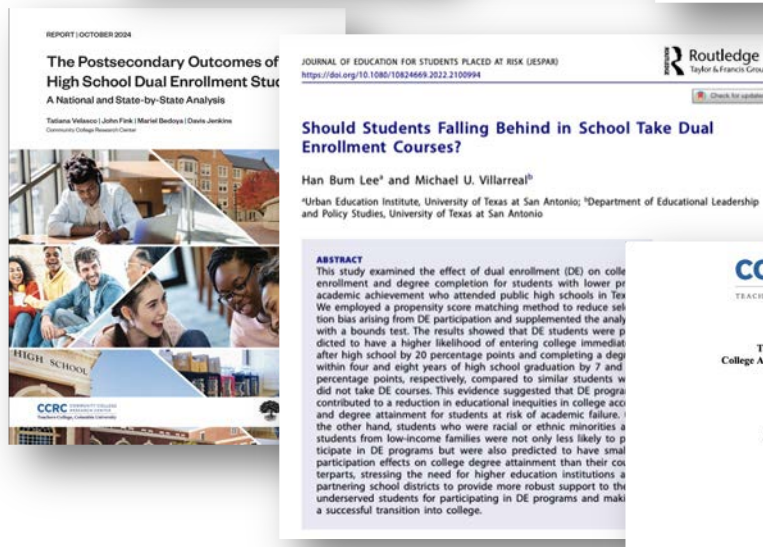 REPORT | OCTOBER 2024
The Postsecondary Outcomes of
High School Dual Enrollment Stud
A National and State-by-State Analysis
Tatiana Velasco | John Fink | Mariel Bedoya | Davis Jenkins
Community College Research Center
HIGH SCHOOL
CCRC COMMUNITY COLLEGE
RESEARCH CENTER
Teachers College, Columbia University
JOURNAL OF EDUCATION FOR STUDENTS PLACED AT RISK (JESPAR)
https://doi.org/10.1080/10824669.2022.2100994
Routledge
Taylor & Francis Grou
Check for updates
Should Students Falling Behind in School Take Dual
Enrollment Courses?
Han Bum Leeᵃ and Michael U. Villarrealᵇ
ᵃUrban Education Institute, University of Texas at San Antonio; ᵇDepartment of Educational Leadership
and Policy Studies, University of Texas at San Antonio
ABSTRACT
This study examined the effect of dual enrollment (DE) on colle
enrollment and degree completion for students with lower pr
academic achievement who attended public high schools in Tex
We employed a propensity score matching method to reduce sele
tion bias arising from DE participation and supplemented the analy
with a bounds test. The results showed that DE students were p
dicted to have a higher likelihood of entering college immediat
after high school by 20 percentage points and completing a degr
within four and eight years of high school graduation by 7 and
percentage points, respectively, compared to similar students w
did not take DE courses. This evidence suggested that DE progra
contributed to a reduction in educational inequities in college acc
and degree attainment for students at risk of academic failure.
the other hand, students who were racial or ethnic minorities a
students from low-income families were not only less likely to p
ticipate in DE programs but were also predicted to have smal
participation effects on college degree attainment than their cou
terparts, stressing the need for higher education institutions a
partnering school districts to provide more robust support to the
underserved students for participating in DE programs and maki
a successful transition into college.
CC
TEACH
T
College A